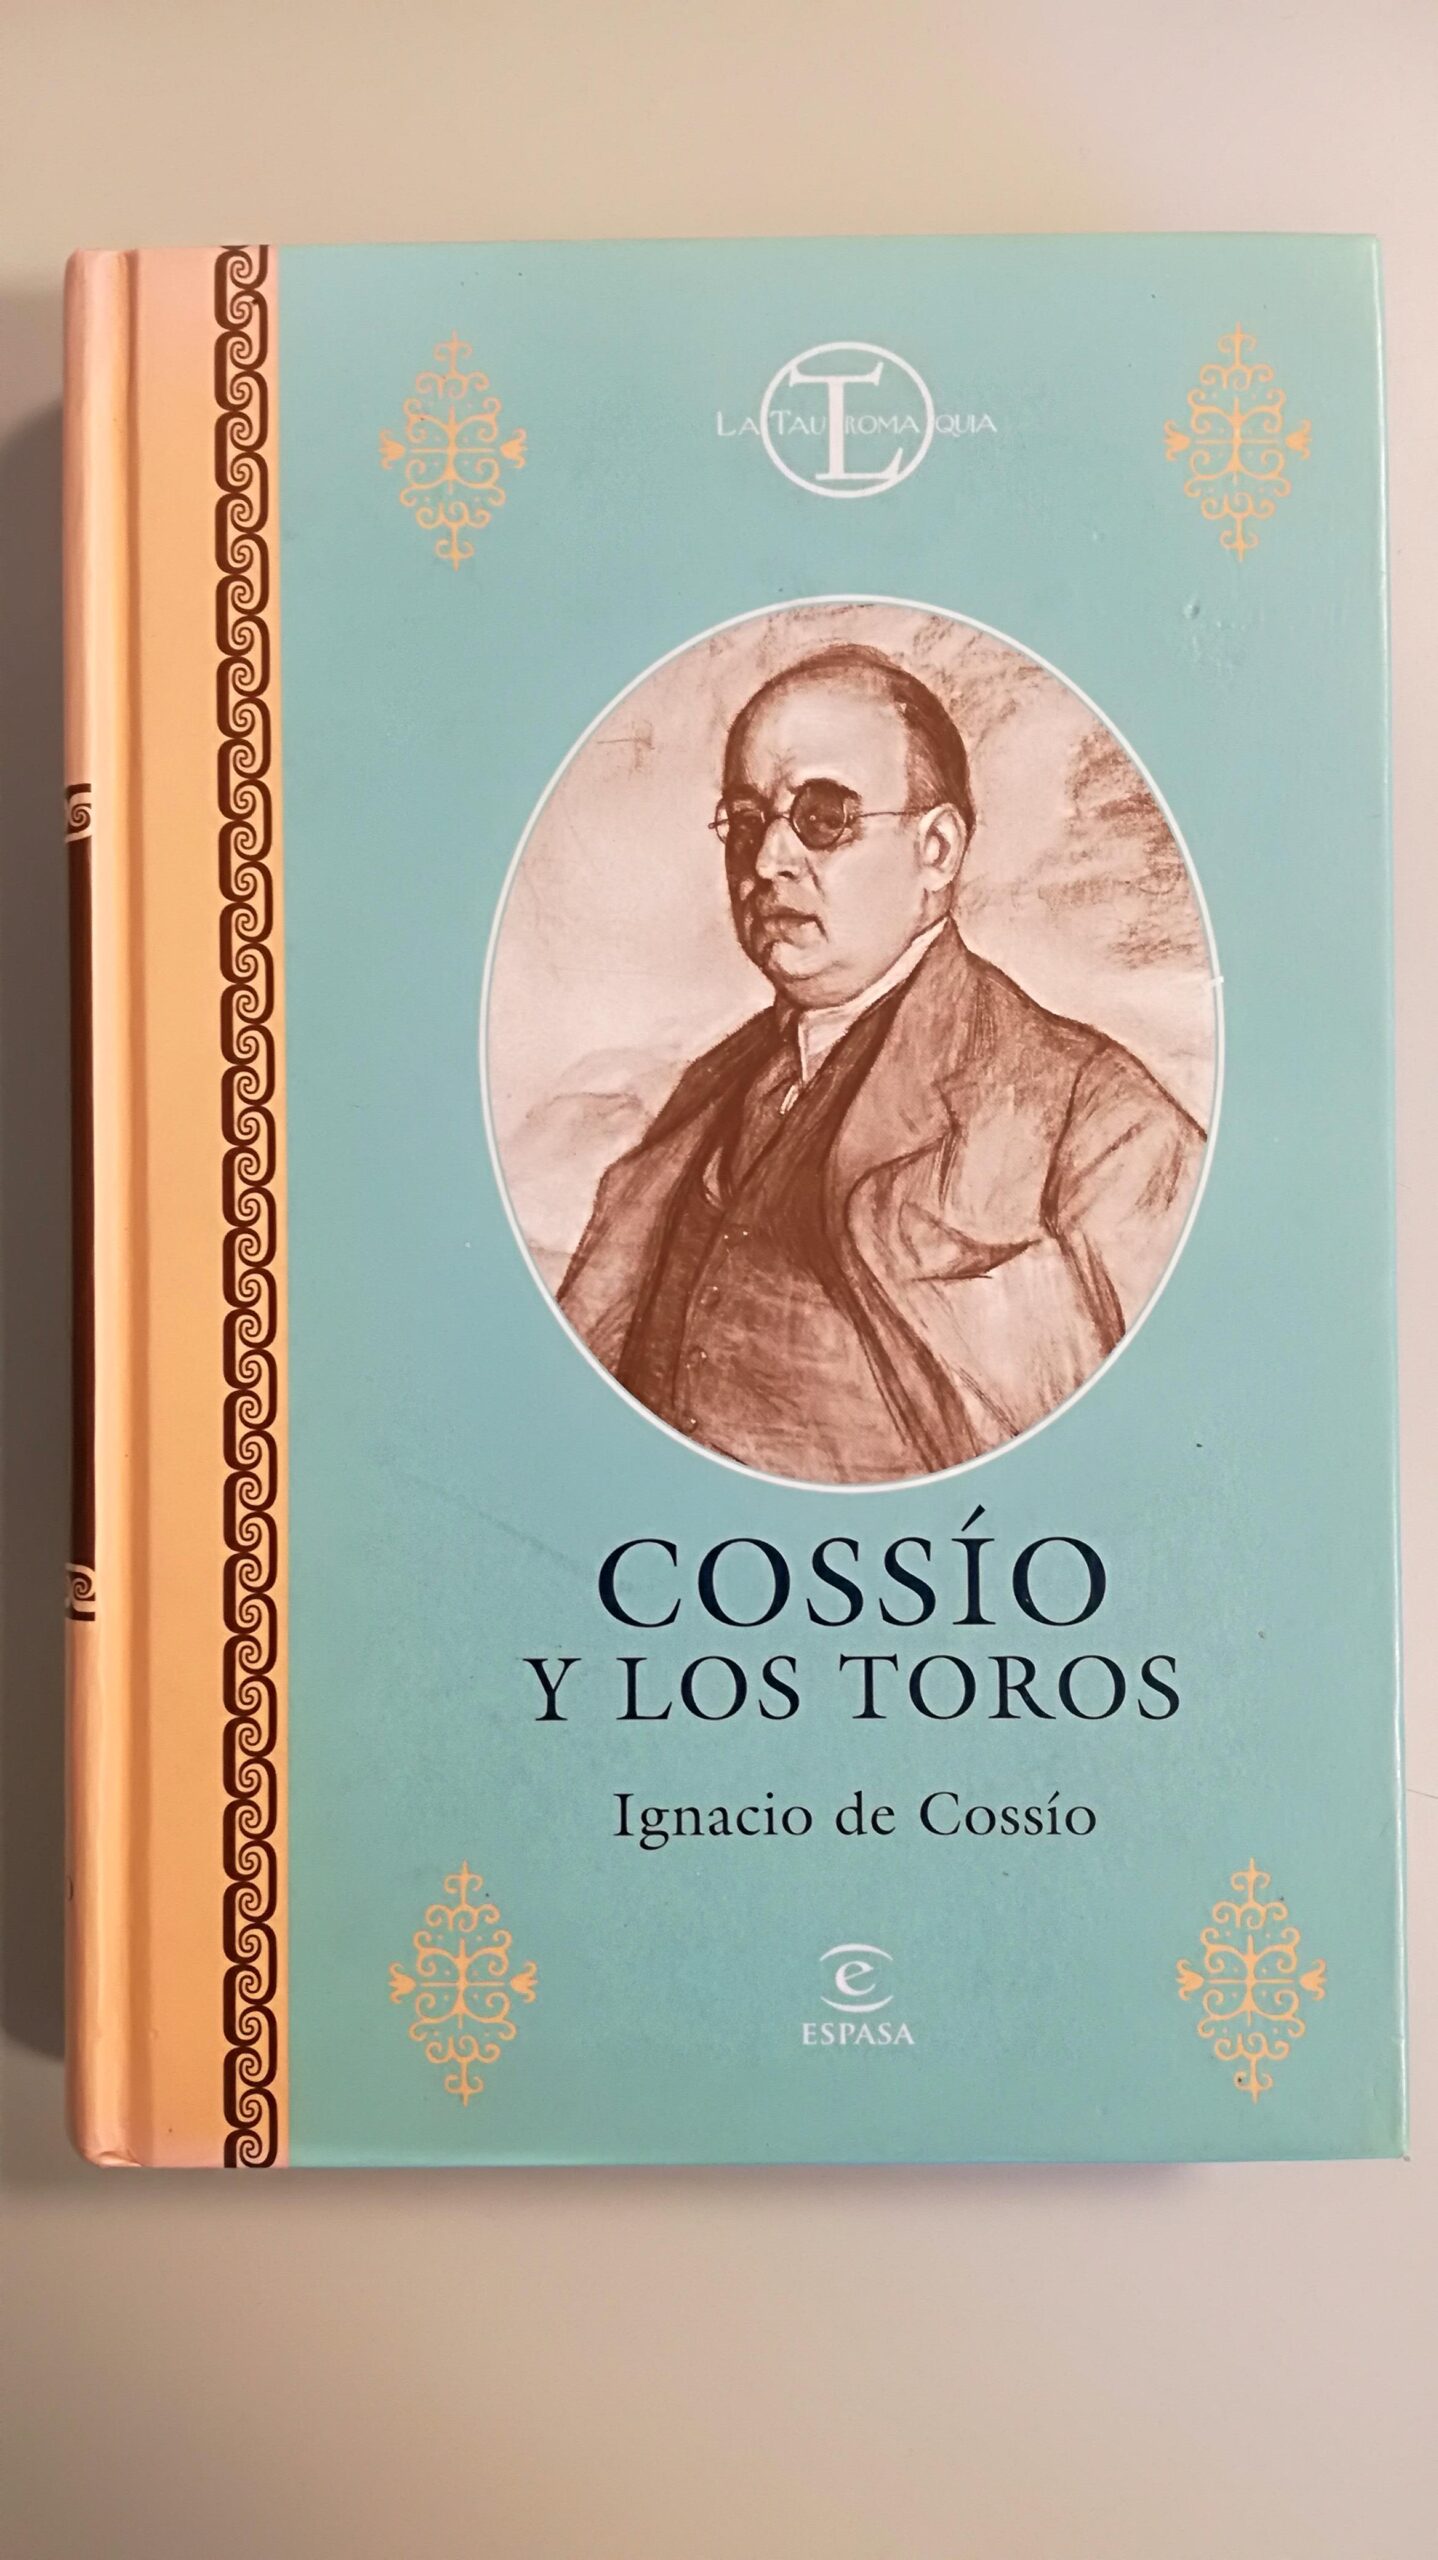 LA TAUROMAQUIA
COSSÍO
Y LOS TOROS
Ignacio de Cossío
e
ESPASA